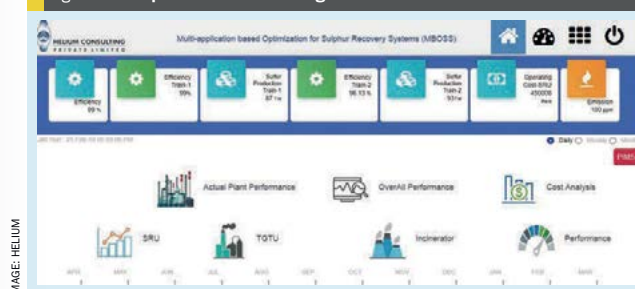 HELIUM CONSULTING
PRIVATE LIMITED
Multi-application based Optimization for Sulphur Recovery Systems (MBOSS)
Efficiency
99 %
Efficiency
Train-1
99%
Sulfur
Production
Train-1
Efficiency
Train-2
Sulfur
Production
Train-2
Operating
Cost
Emission
100 ppm
Daily
Weekly
Actual Plant Performance
OverAll Performance
Cost Analysis
SRU
TGTU
Incinerator
Performance
APR
MAY
JUN
JUL
AUG
SEP
OCT
NOV
DEC
JAN
FEB
MAR
IMAGE: HELIUM